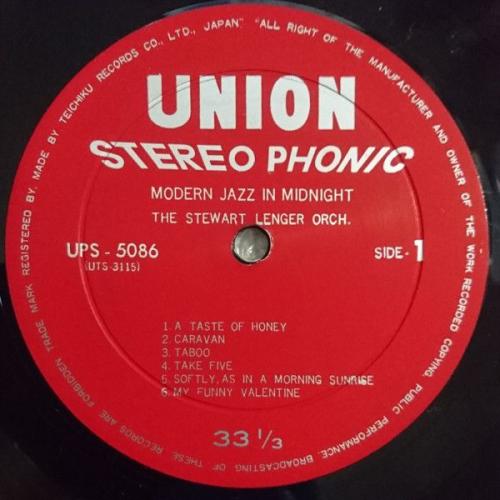 TRADE MARK REGISTERED BY. MADE BY TEICHIKU RECORDS CO., LTD., JAPAN" "ALL RIGHT OF THE MANUFACTURER AND OWNER OF THE WORK RECORDED COPYING, PUBLIC PERFORMANCE, BROADCASTING OF THESE RECORDS ARE FORBIDDEN
UNION
STEREO PHONIC
MODERN JAZZ IN MIDNIGHT
THE STEWART LENGER ORCH.
UPS - 5086
(UTS-3115)
SIDE-1
1. A TASTE OF HONEY
2. CARAVAN
3. TABOO
4. TAKE FIVE
5. SOFTLY, AS IN A MORNING SUNRISE
6. MY FUNNY VALENTINE
33 1/3